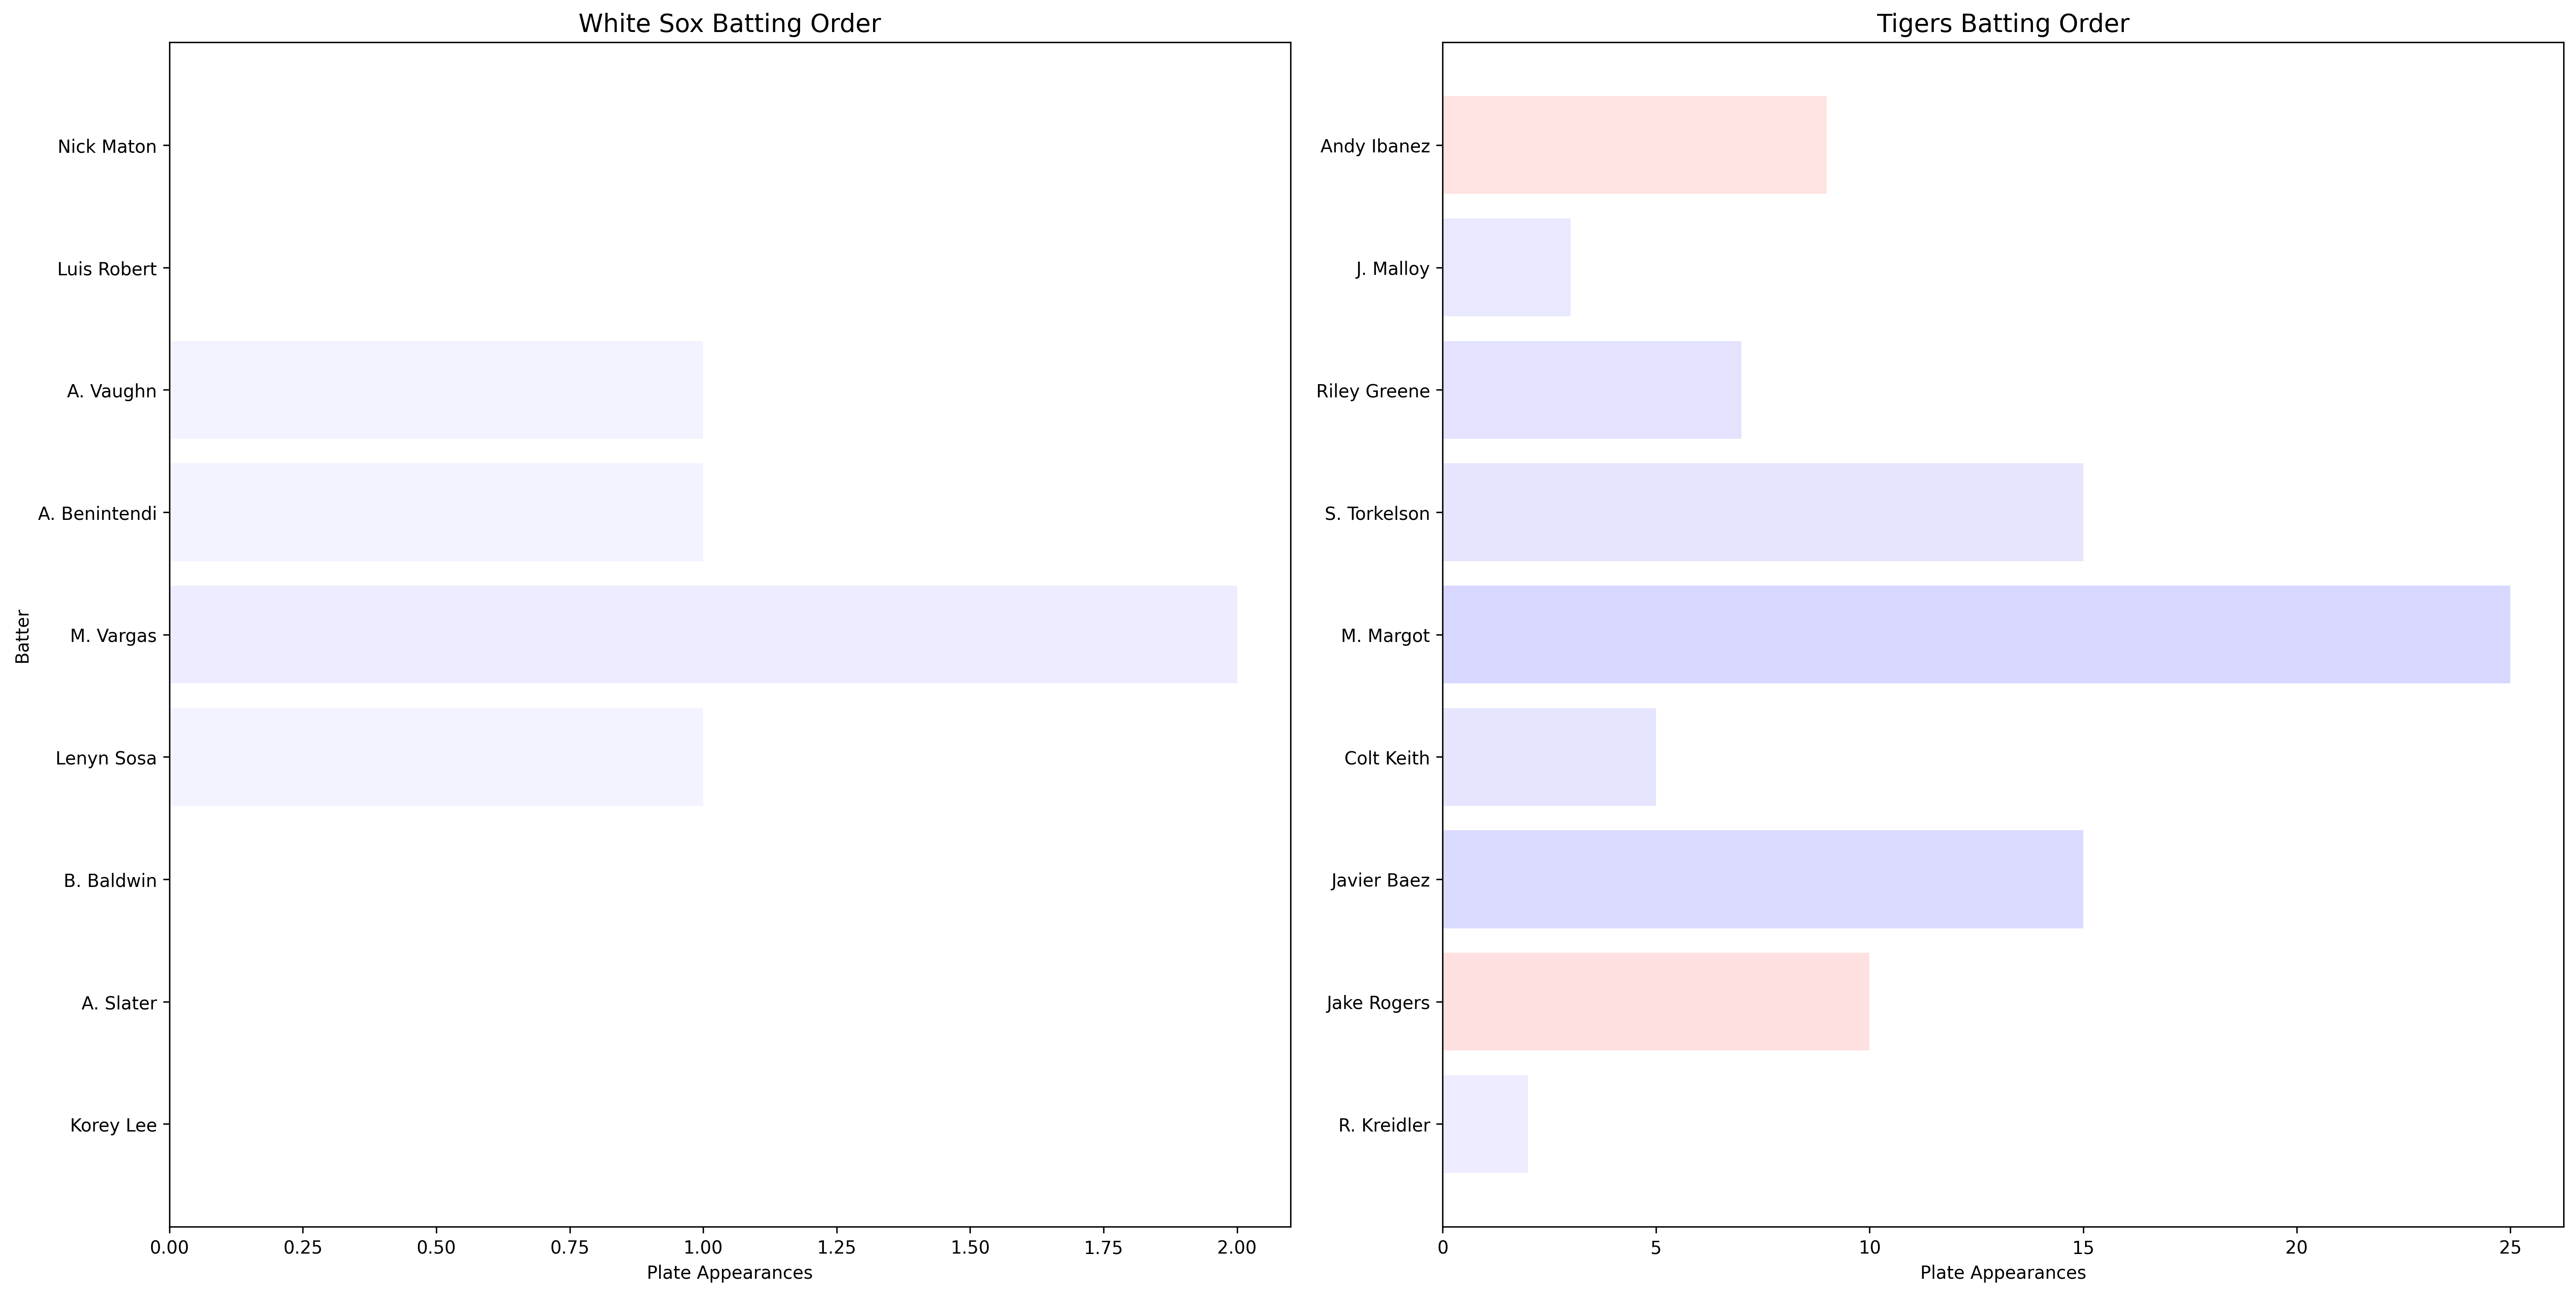 White Sox Batting Order
Batter
Nick Maton
Luis Robert
A. Vaughn
A. Benintendi
M. Vargas
Lenyn Sosa
B. Baldwin
A. Slater
Korey Lee
0.00 0.25 0.50 0.75 1.00 1.25 1.50 1.75 2.00
Plate Appearances
Tigers Batting Order
Andy Ibanez
J. Malloy
Riley Greene
S. Torkelson
M. Margot
Colt Keith
Javier Baez
Jake Rogers
R. Kreidler
0 5 10 15 20 25
Plate Appearances